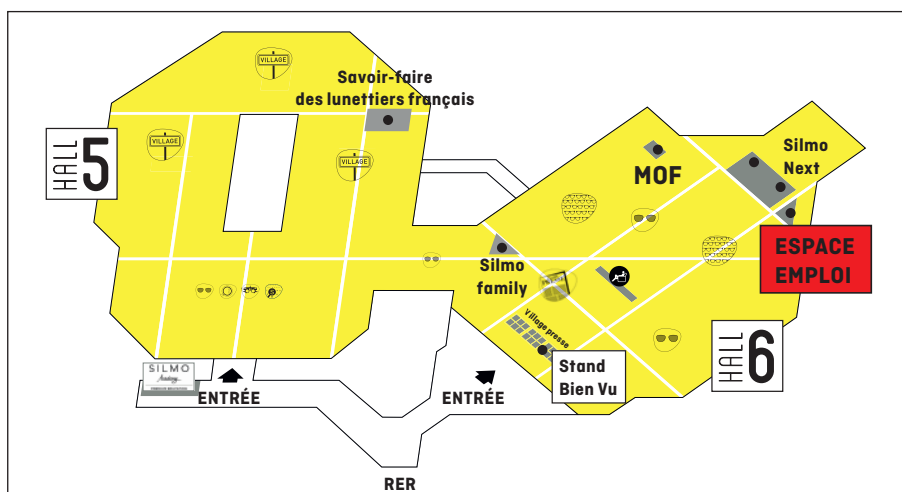 VILLAGE
Savoir-faire
des lunettiers français
VILLAGE
VILLAGE
HALL 5
MOF
Silmo
Next
ESPACE
EMPLOI
Silmo
family
Village presse
HALL 6
Stand
Bien Vu
SILMO
Academy
ENTRÉE
ENTRÉE
RER